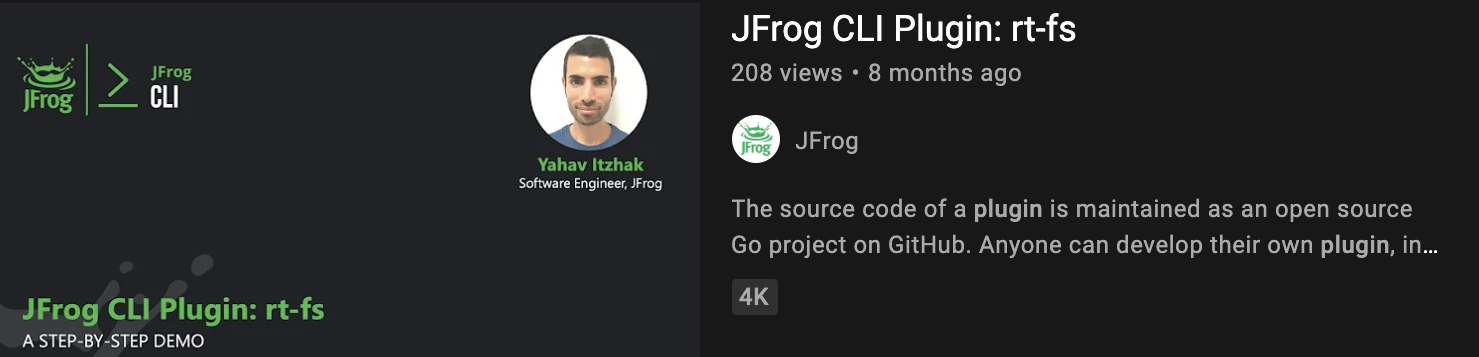 JFrog
JFrog
CLI
Yahav Itzhak
Software Engineer, JFrog
JFrog CLI Plugin: rt-fs
A STEP-BY-STEP DEMO
JFrog CLI Plugin: rt-fs
208 views • 8 months ago
JFrog
JFrog
The source code of a plugin is maintained as an open source
Go project on GitHub. Anyone can develop their own plugin, in...
4K